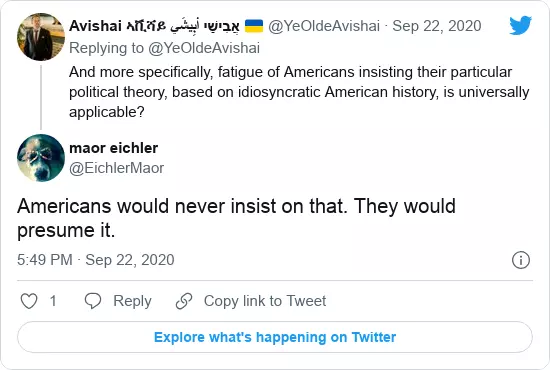 Avishai አቪሻይ أبيشَي אֲבִישַׁי 🇺🇦 @YeOldeAvishai · Sep 22, 2020
Replying to @YeOldeAvishai
And more specifically, fatigue of Americans insisting their particular
political theory, based on idiosyncratic American history, is universally
applicable?
maor eichler
@EichlerMaor
Americans would never insist on that. They would
presume it.
5:49 PM · Sep 22, 2020
1 Reply Copy link to Tweet
Explore what's happening on Twitter